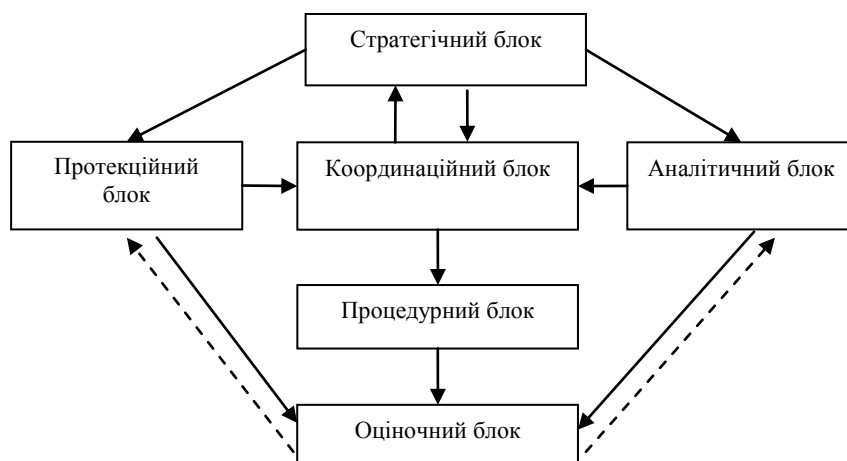 Стратегічний блок
Протекційний
блок
Координаційний блок
Аналітичний блок
Процедурний блок
Оціночний блок